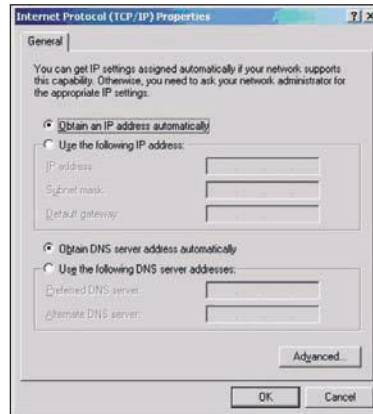 Internet Protocol (TCP/IP) Properties
General
You can get IP settings assigned automatically if your network supports
this capability. Otherwise, you need to ask your network administrator for
the appropriate IP settings.
Obtain an IP address automatically
Use the following IP address:
IP address:
Subnet mask:
Default gateway:
Obtain DNS server address automatically
Use the following DNS server addresses:
Preferred DNS server:
Alternate DNS server:
Advanced...
OK
Cancel